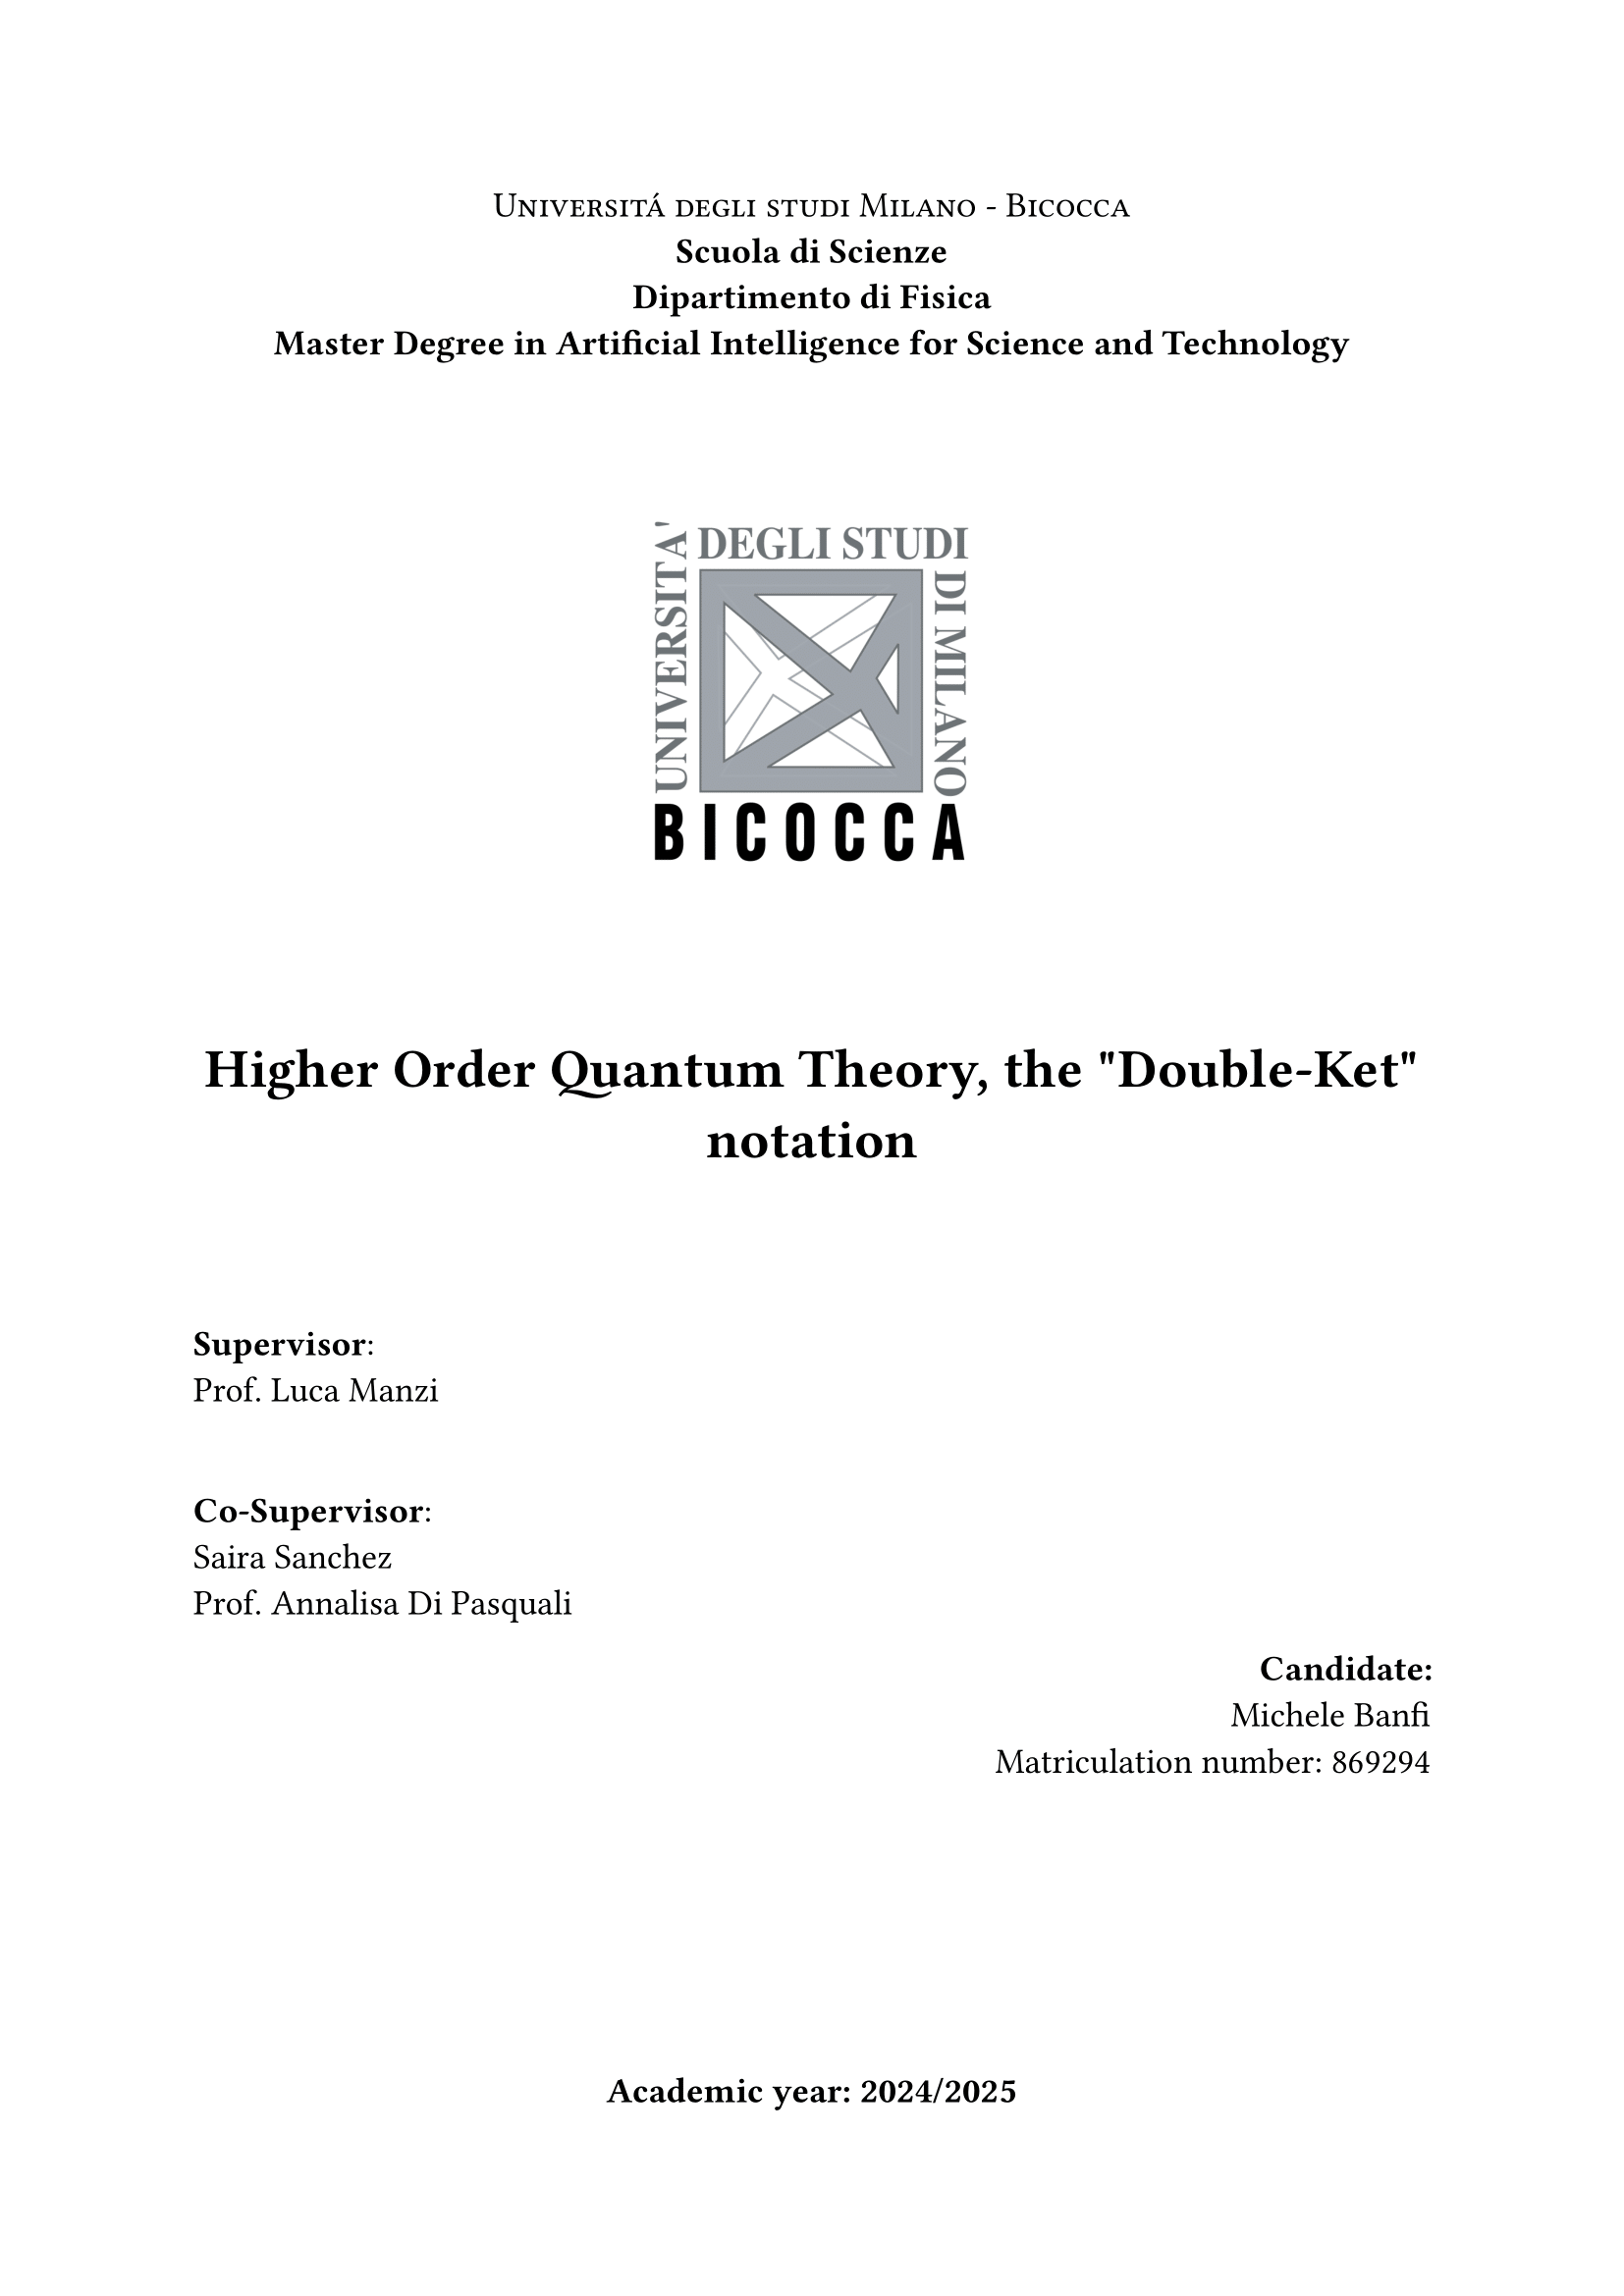 Universitá degli studi Milano - Bicocca
Scuola di Scienze
Dipartimento di Fisica
Master Degree in Artificial Intelligence for Science and Technology
UNIVERSITA'
DEGLI STUDI
DI MILANO
BICOCCA
Higher Order Quantum Theory, the "Double-Ket"
notation
Supervisor:
Prof. Luca Manzi
Co-Supervisor:
Saira Sanchez
Prof. Annalisa Di Pasquali
Candidate:
Michele Banfi
Matriculation number: 869294
Academic year: 2024/2025